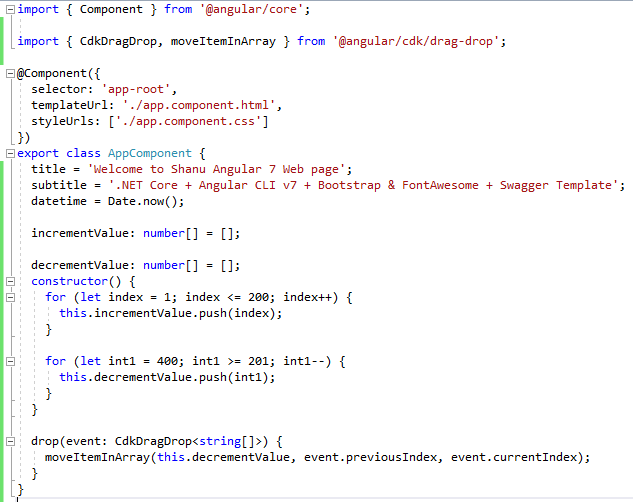 import { Component } from '@angular/core';
import { CdkDragDrop, moveItemInArray } from '@angular/cdk/drag-drop';
@Component({
selector: 'app-root',
templateUrl: './app.component.html',
styleUrls: ['./app.component.css']
})
export class AppComponent {
title = 'Welcome to Shanu Angular 7 Web page';
subtitle = '.NET Core + Angular CLI v7 + Bootstrap & FontAwesome + Swagger Template';
datetime = Date.now();
incrementValue: number[] = [];
decrementValue: number[] = [];
constructor() {
for (let index = 1; index <= 200; index++) {
this.incrementValue.push(index);
}
for (let int1 = 400; int1 >= 201; int1--) {
this.decrementValue.push(int1);
}
}
drop(event: CdkDragDrop<string[]>) {
moveItemInArray(this.decrementValue, event.previousIndex, event.currentIndex);
}
}